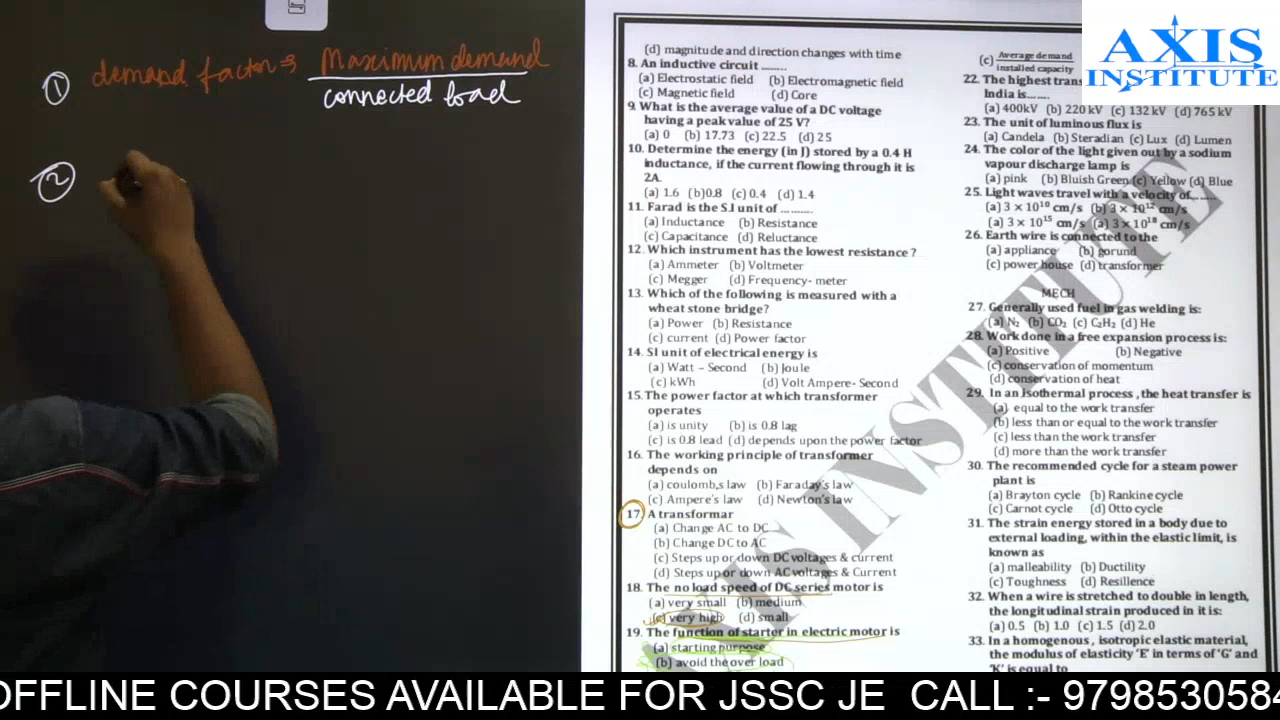 ① demand factor ⇒ Maximum demand
connected load
②
(d) magnitude and direction changes with time
8. An inductive circuit ........
(a) Electrostatic field (b) Electromagnetic field
(c) Magnetic field (d) Core
9. What is the average value of a DC voltage
having a peak value of 25 V?
(a) 0 (b) 17.73 (c) 22.5 (d) 25
10. Determine the energy (in J) stored by a 0.4 H
inductance, if the current flowing through it is
2A.
(a) 1.6 (b)0.8 (c) 0.4 (d) 1.4
11. Farad is the S.I unit of .........
(a) Inductance (b) Resistance
(c) Capacitance (d) Reluctance
12. Which instrument has the lowest resistance ?
(a) Ammeter (b) Voltmeter
(c) Megger (d) Frequency- meter
13. Which of the following is measured with a
wheat stone bridge?
(a) Power (b) Resistance
(c) current (d) Power factor
14. SI unit of electrical energy is
(a) Watt – Second (b) Joule
(c) kWh (d) Volt Ampere- Second
15. The power factor at which transformer
operates
(a) is unity (b) is 0.8 lag
(c) is 0.8 lead (d) depends upon the power factor
16. The working principle of transformer
depends on
(a) coulomb,s law (b) Faraday's law
(c) Ampere's law (d) Newton's law
17. A transformar
(a) Change AC to DC
(b) Change DC to AC
(c) Steps up or down DC voltages & current
(d) Steps up or down AC voltages & Current
18. The no load speed of DC series motor is
(a) very small (b) medium
(c) very high (d) small
19. The function of starter in electric motor is
(a) starting purpose
(b) avoid the over load
(c) Average demand
installed capacity
22. The highest trans
India is.......
(a) 400kV (b) 220 kV (c) 132 kV (d) 765 kV
23. The unit of luminous flux is
(a) Candela (b) Steradian (c) Lux (d) Lumen
24. The color of the light given out by a sodium
vapour discharge lamp is
(a) pink (b) Bluish Green (c) Yellow (d) Blue
25. Light waves travel with a velocity of.......
(a) 3 × 10¹⁰ cm/s (b) 3 × 10¹² cm/s
(a) 3 × 10¹⁵ cm/s (a) 3 × 10¹⁸ cm/s
26. Earth wire is connected to the
(a) appliance (b) gorund
(c) power house (d) transformer
MECH
27. Generally used fuel in gas welding is:
(a) N₂ (b) CO₂ (c) C₂H₂ (d) He
28. Work done in a free expansion process is:
(a) Positive (b) Negative
(c) conservation of momentum
(d) conservation of heat
29. In an isothermal process , the heat transfer is
(a) equal to the work transfer
(b) less than or equal to the work transfer
(c) less than the work transfer
(d) more than the work transfer
30. The recommended cycle for a steam power
plant is
(a) Brayton cycle (b) Rankine cycle
(c) Carnot cycle (d) Otto cycle
31. The strain energy stored in a body due to
external loading, within the elastic limit, is
known as
(a) malleability (b) Ductility
(c) Toughness (d) Resillence
32. When a wire is stretched to double in length,
the longitudinal strain produced in it is:
(a) 0.5 (b) 1.0 (c) 1.5 (d) 2.0
33. In a homogenous , isotropic elastic material,
the modulus of elasticity 'E' in terms of 'G' and
'K' is equal to
AXIS INSTITUTE
AXIS
INSTITUTE
OFFLINE COURSES AVAILABLE FOR JSSC JE CALL :- 9798530584